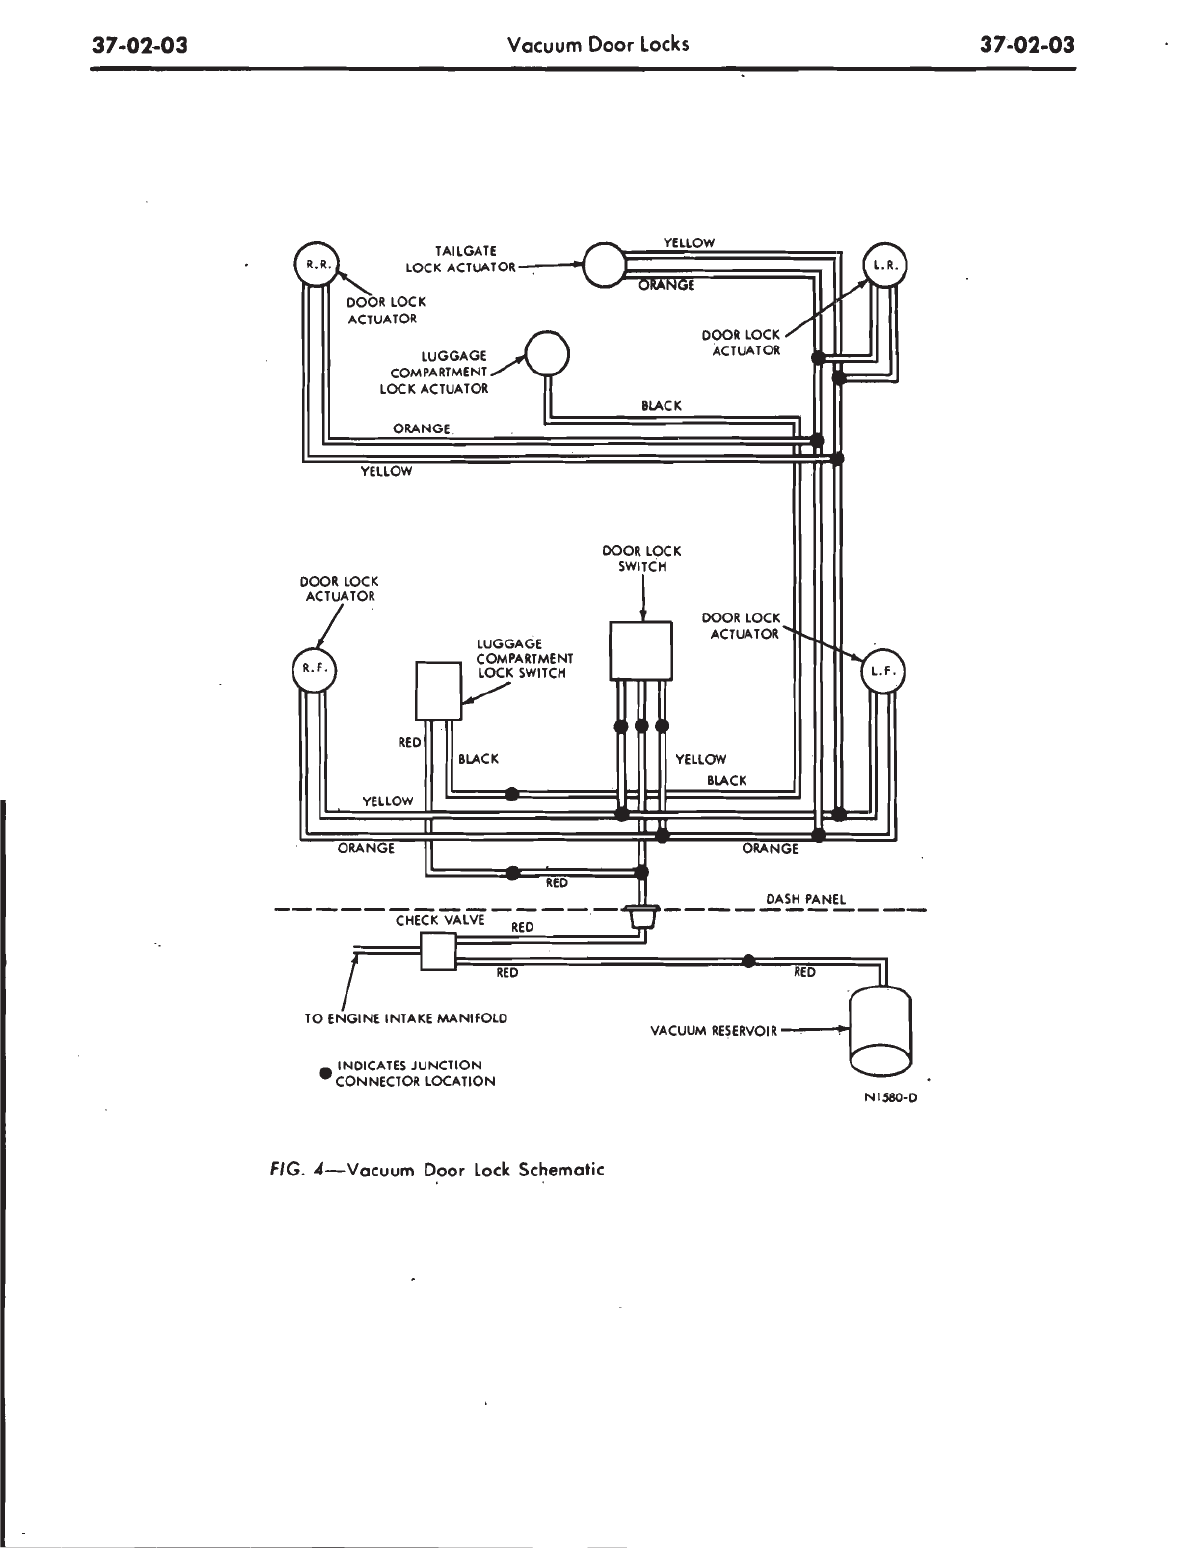 37-02-03 Vacuum Door Locks 37-02-03
YELLOW
TAILGATE
LOCK ACTUATOR
R.R.
L.R.
ORANGE
DOOR LOCK
ACTUATOR
DOOR LOCK
ACTUATOR
LUGGAGE
COMPARTMENT
LOCK ACTUATOR
BLACK
ORANGE
YELLOW
DOOR LOCK
SWITCH
DOOR LOCK
ACTUATOR
DOOR LOCK
ACTUATOR
LUGGAGE
COMPARTMENT
LOCK SWITCH
R.F.
L.F.
RED
BLACK
YELLOW
BLACK
YELLOW
ORANGE
ORANGE
RED
DASH PANEL
CHECK VALVE
RED
RED
RED
TO ENGINE INTAKE MANIFOLD
VACUUM RESERVOIR
INDICATES JUNCTION
CONNECTOR LOCATION
N1580-D
FIG. 4—Vacuum Door Lock Schematic